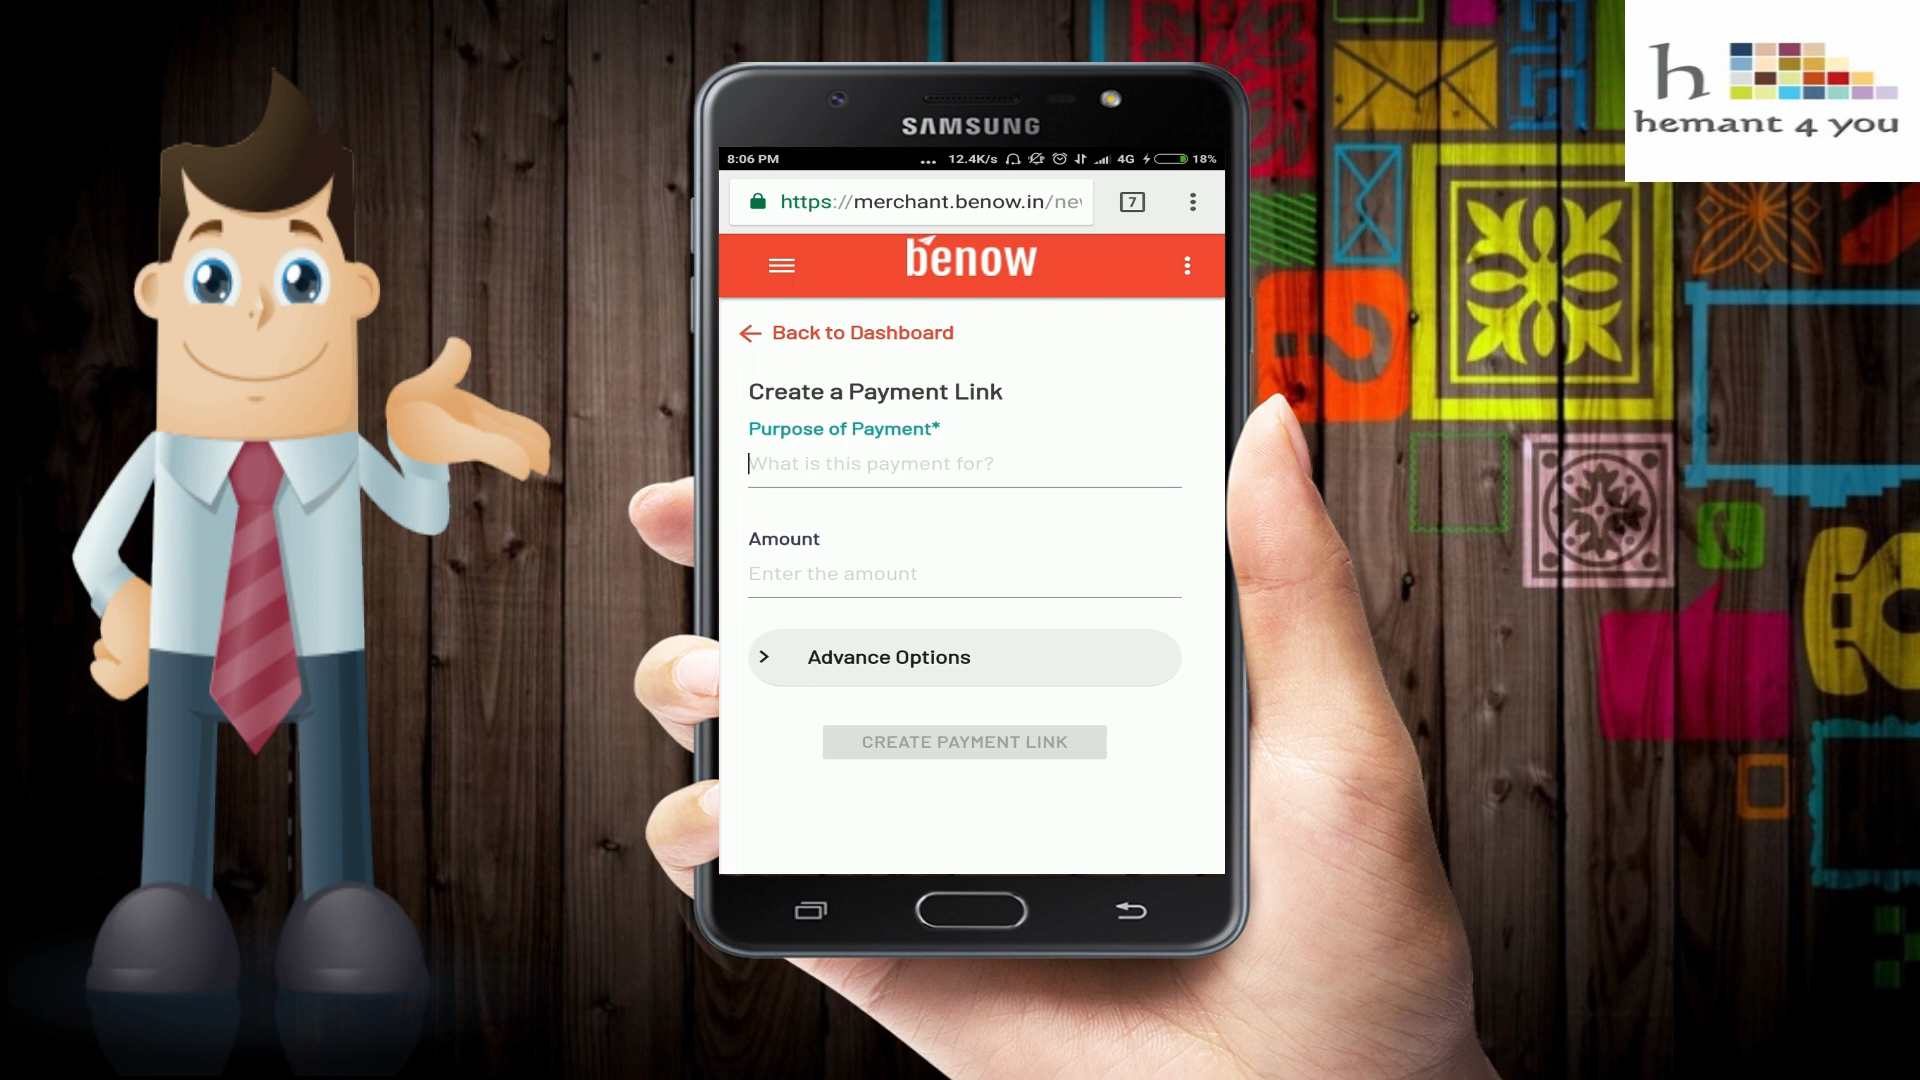 SAMSUNG
8:06 PM ... 12.4K/s 4G 18%
https://merchant.benow.in/ne
7
benow
Back to Dashboard
Create a Payment Link
Purpose of Payment*
What is this payment for?
Amount
Enter the amount
> Advance Options
CREATE PAYMENT LINK
h
hemant 4 you